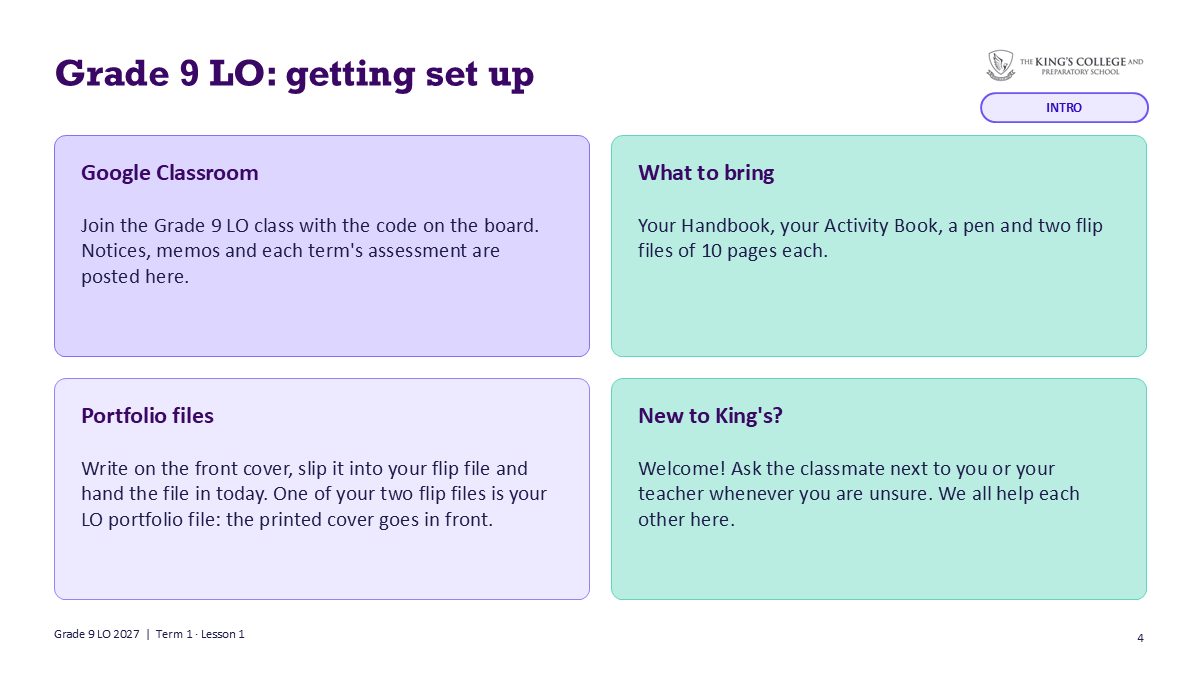 Grade 9 LO: getting set up
THE KING'S COLLEGE AND
PREPARATORY SCHOOL
INTRO
Google Classroom
Join the Grade 9 LO class with the code on the board.
Notices, memos and each term's assessment are
posted here.
What to bring
Your Handbook, your Activity Book, a pen and two flip
files of 10 pages each.
Portfolio files
Write on the front cover, slip it into your flip file and
hand the file in today. One of your two flip files is your
LO portfolio file: the printed cover goes in front.
New to King's?
Welcome! Ask the classmate next to you or your
teacher whenever you are unsure. We all help each
other here.
Grade 9 LO 2027 | Term 1 · Lesson 1
4